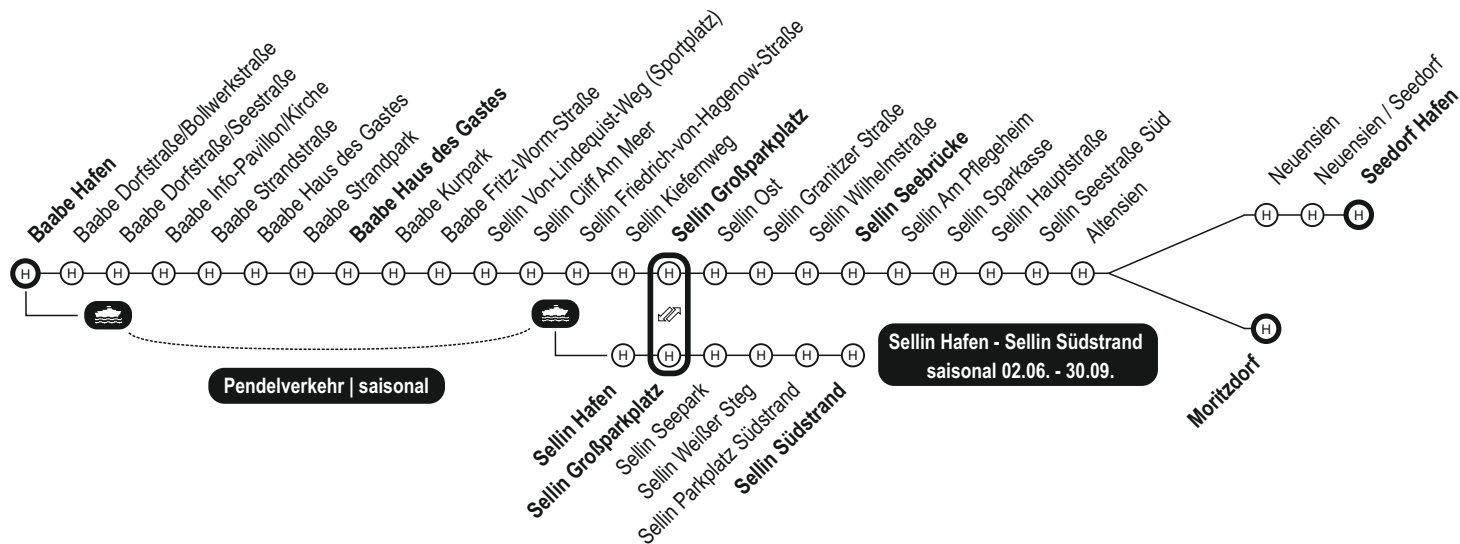 Baabe Hafen
Baabe Dorfstraße/Bollwerkstraße
Baabe Dorfstraße/Seestraße
Baabe Info-Pavillon/Kirche
Baabe Strandstraße
Baabe Haus des Gastes
Baabe Strandpark
Baabe Haus des Gastes
Baabe Kurpark
Baabe Fritz-Worm-Straße
Sellin Von-Lindequist-Weg (Sportplatz)
Sellin Cliff Am Meer
Sellin Friedrich-von-Hagenow-Straße
Sellin Kiefernweg
Sellin Großparkplatz
Sellin Ost
Sellin Granitzer Straße
Sellin Wilhelmstraße
Sellin Seebrücke
Sellin Am Pflegeheim
Sellin Sparkasse
Sellin Hauptstraße
Sellin Seestraße Süd
Altensien
Neuensien
Neuensien / Seedorf
Seedorf Hafen
H H H
H H H H H H H H H H H H H H H H H H H H H H H H
H
H H H H H H
Sellin Hafen - Sellin Südstrand
saisonal 02.06. - 30.09.
Pendelverkehr | saisonal
Sellin Hafen
Sellin Großparkplatz
Sellin Seepark
Sellin Weißer Steg
Sellin Parkplatz Südstrand
Sellin Südstrand
Moritzdorf